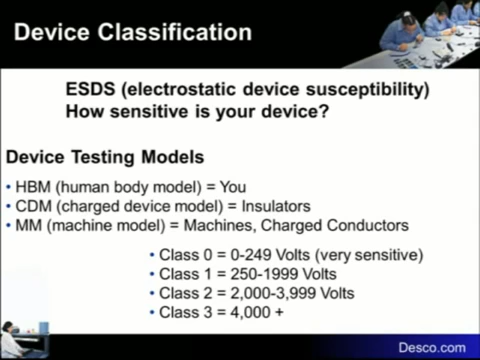 Device Classification
ESDS (electrostatic device susceptibility)
How sensitive is your device?
Device Testing Models
• HBM (human body model) = You
• CDM (charged device model) = Insulators
• MM (machine model) = Machines, Charged Conductors
• Class 0 = 0-249 Volts (very sensitive)
• Class 1 = 250-1999 Volts
• Class 2 = 2,000-3,999 Volts
• Class 3 = 4,000 +
Desco.com